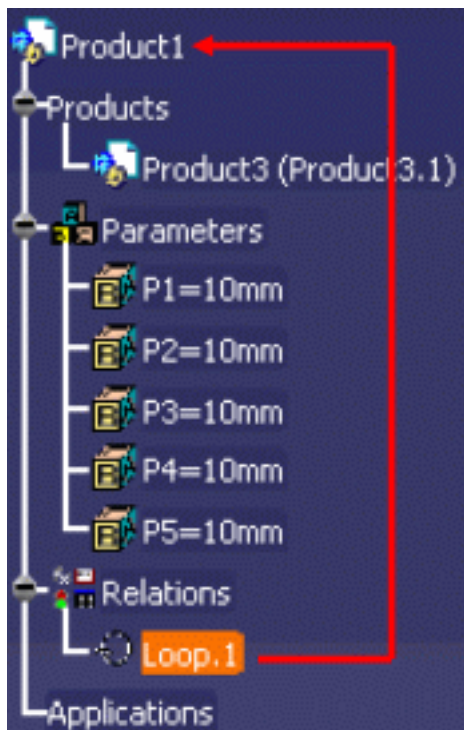 Product1
Products
Product3 (Product3.1)
Parameters
P1=10mm
P2=10mm
P3=10mm
P4=10mm
P5=10mm
Relations
Loop.1
Applications